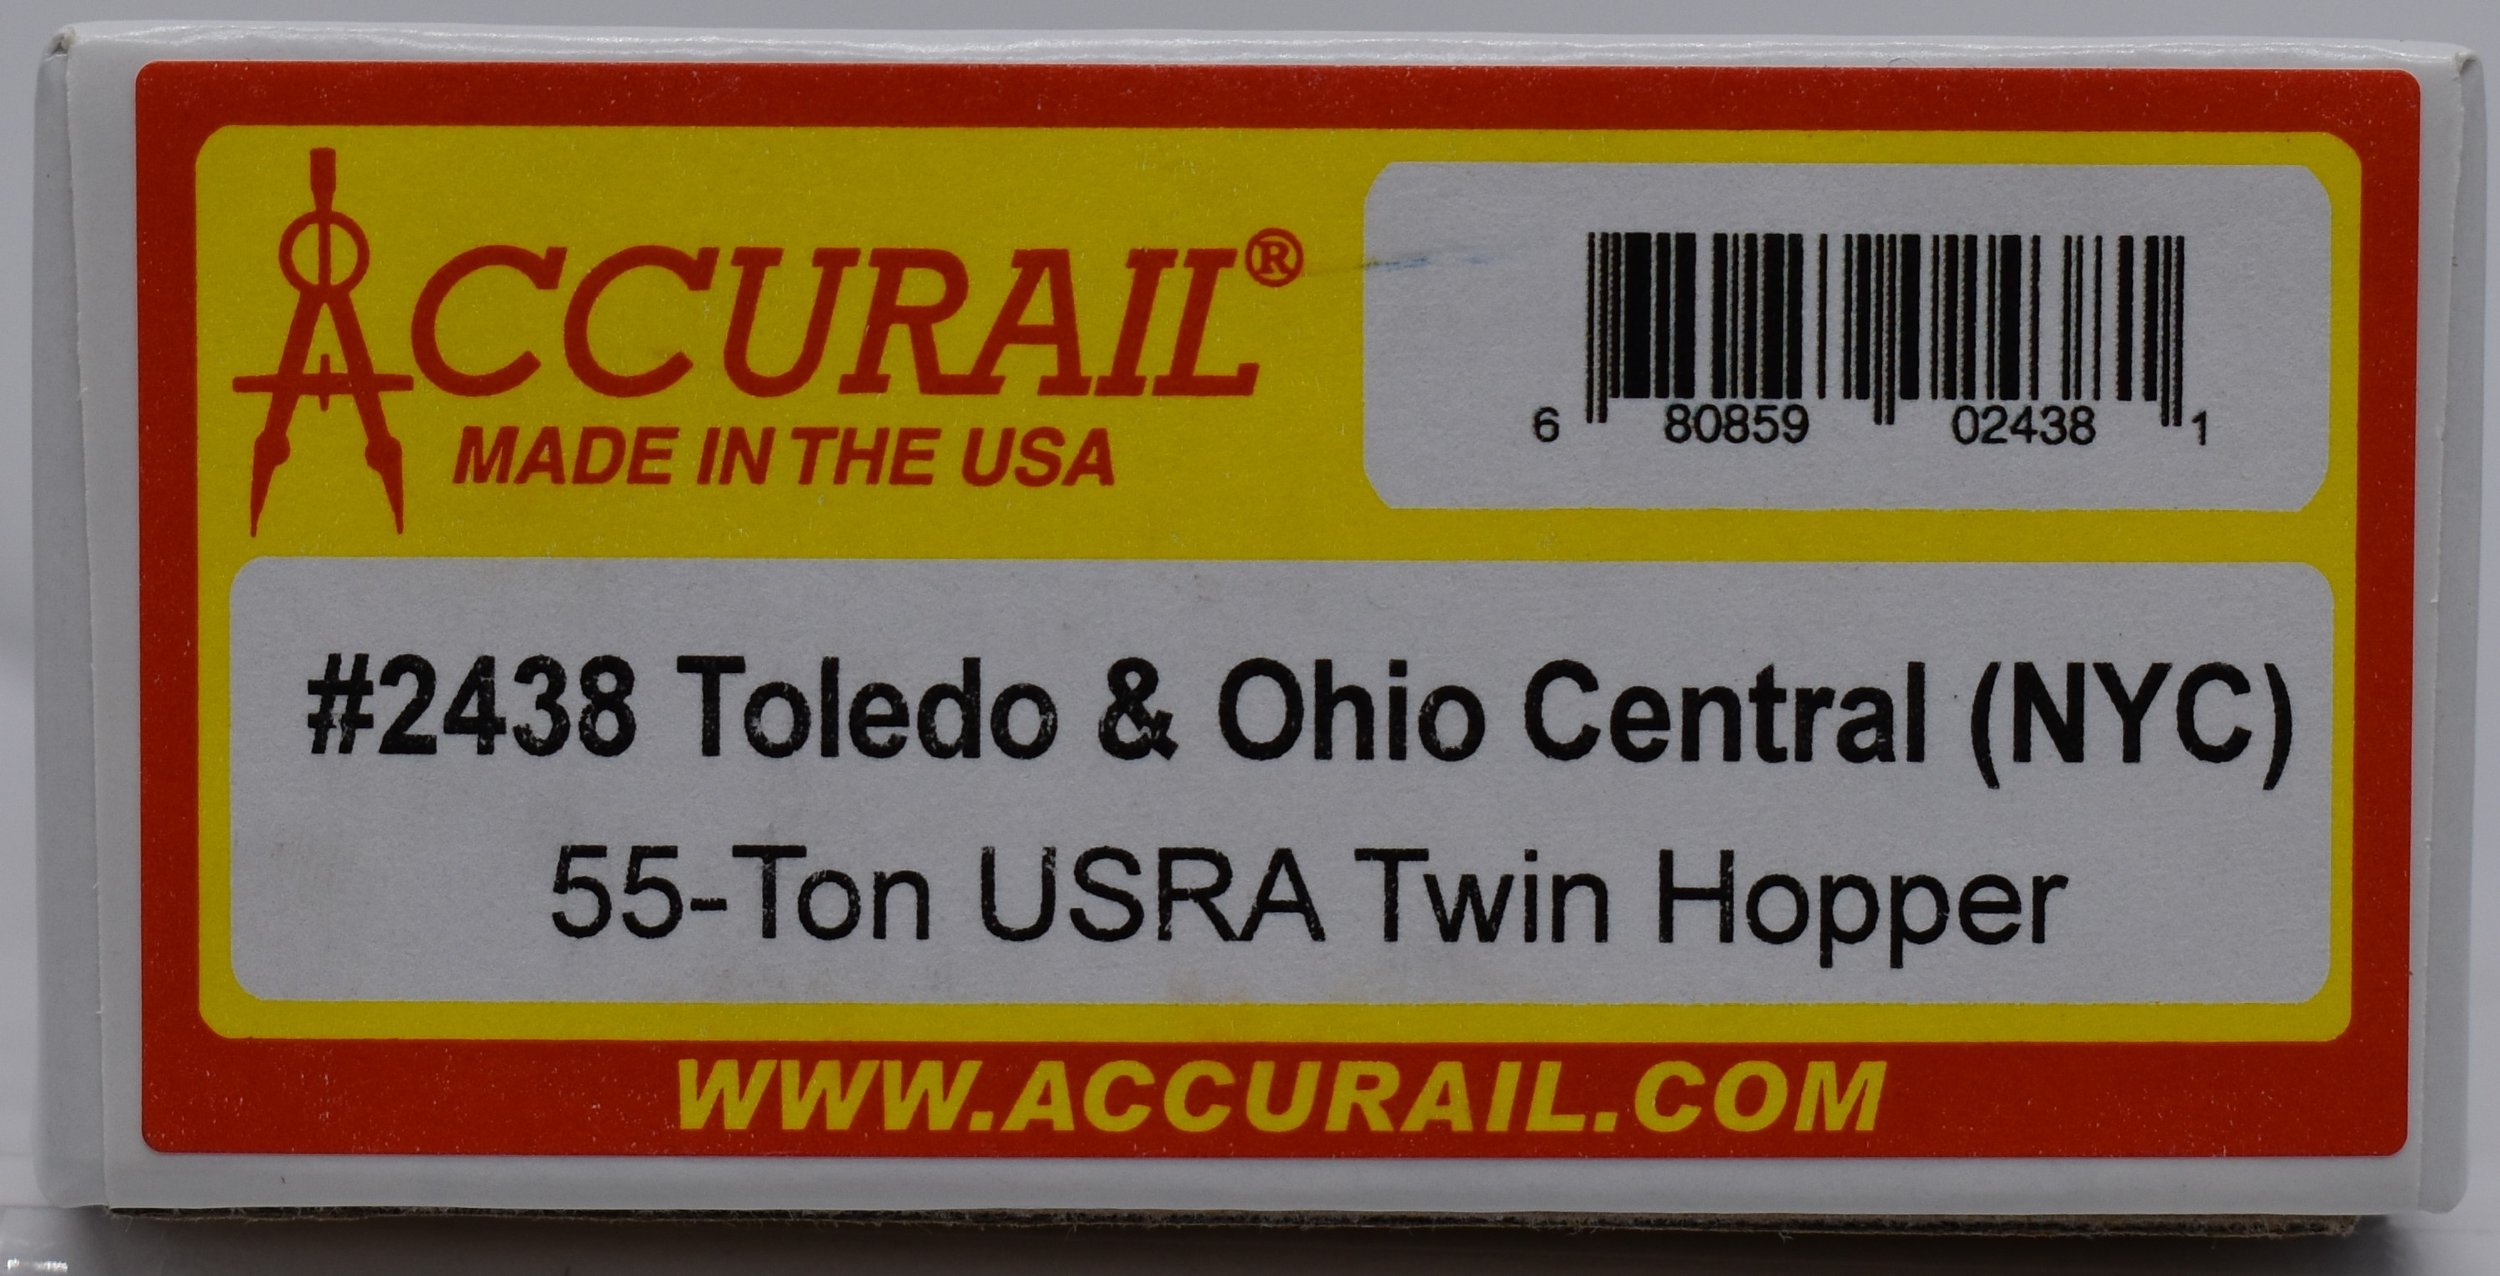 ACCURAIL®
MADE IN THE USA
6 80859 02438 1
#2438 Toledo & Ohio Central (NYC)
55-Ton USRA Twin Hopper
WWW.ACCURAIL.COM